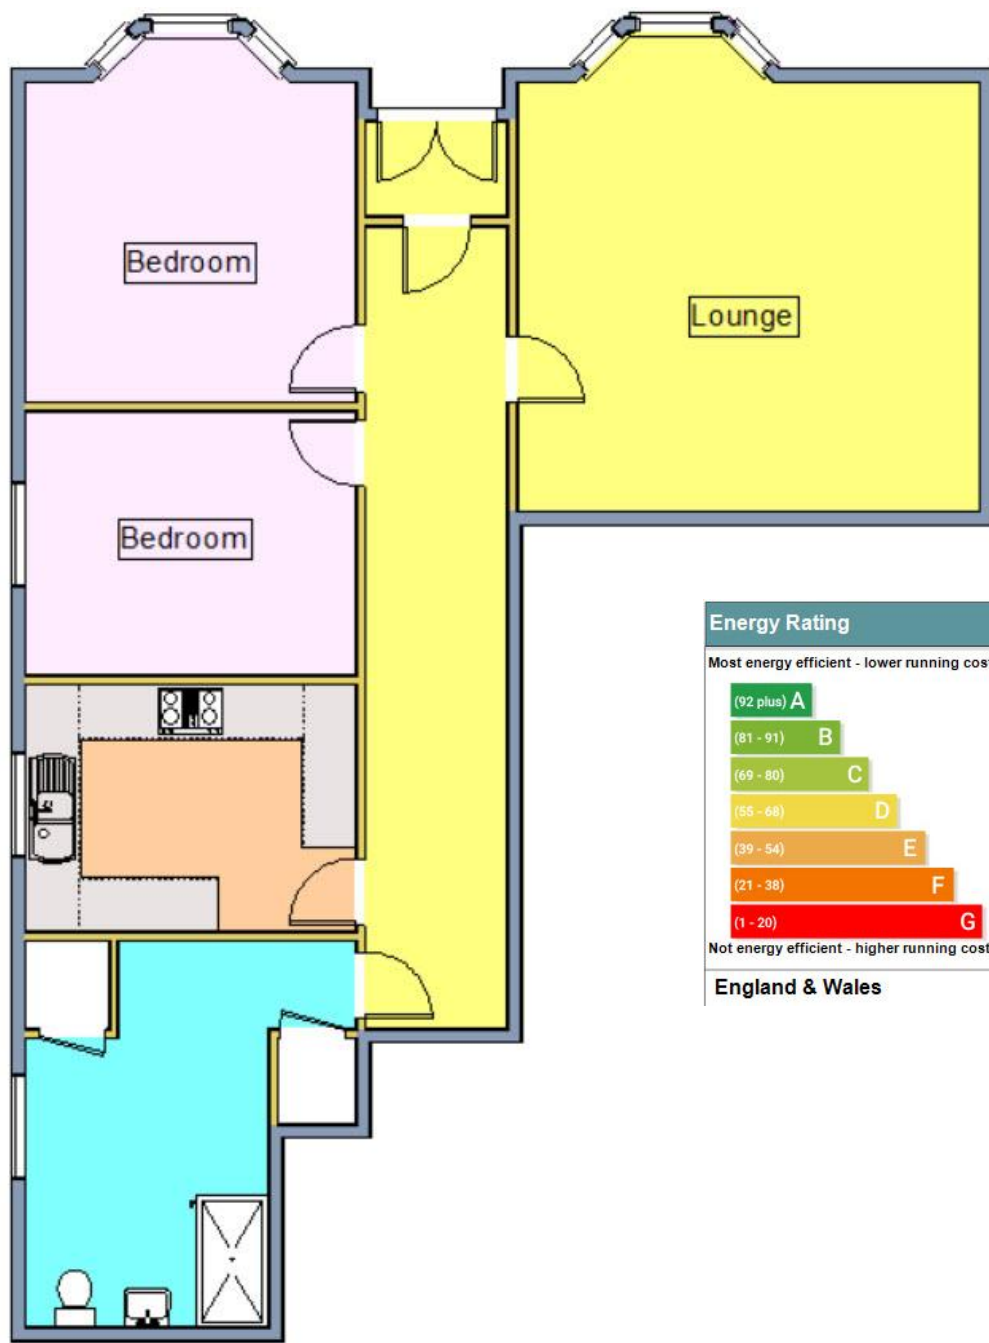 Bedroom
Lounge
Bedroom
Energy Rating
Most energy efficient - lower running cost
(92 plus) A
(81 - 91) B
(69 - 80) C
(55 - 68) D
(39 - 54) E
(21 - 38) F
(1 - 20) G
Not energy efficient - higher running cost
England & Wales